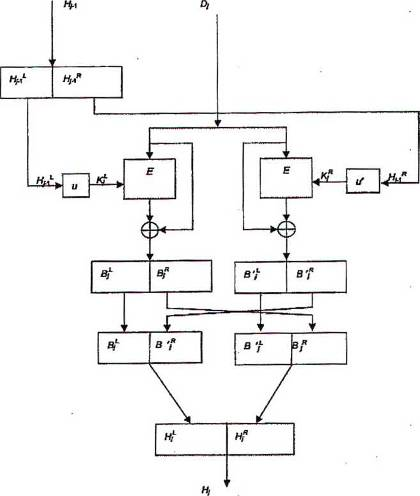 H_{j-1} D_j
H_{j-1}^L H_{j-1}^R
E E
H_{j-1}^L u K_j^L K_j^R u' H_{j-1}^R
B_j^L B_j^R B'_j^L B'_j^R
B_j^L B'_j^R B'_j^L B_j^R
H_j^L H_j^R
H_j